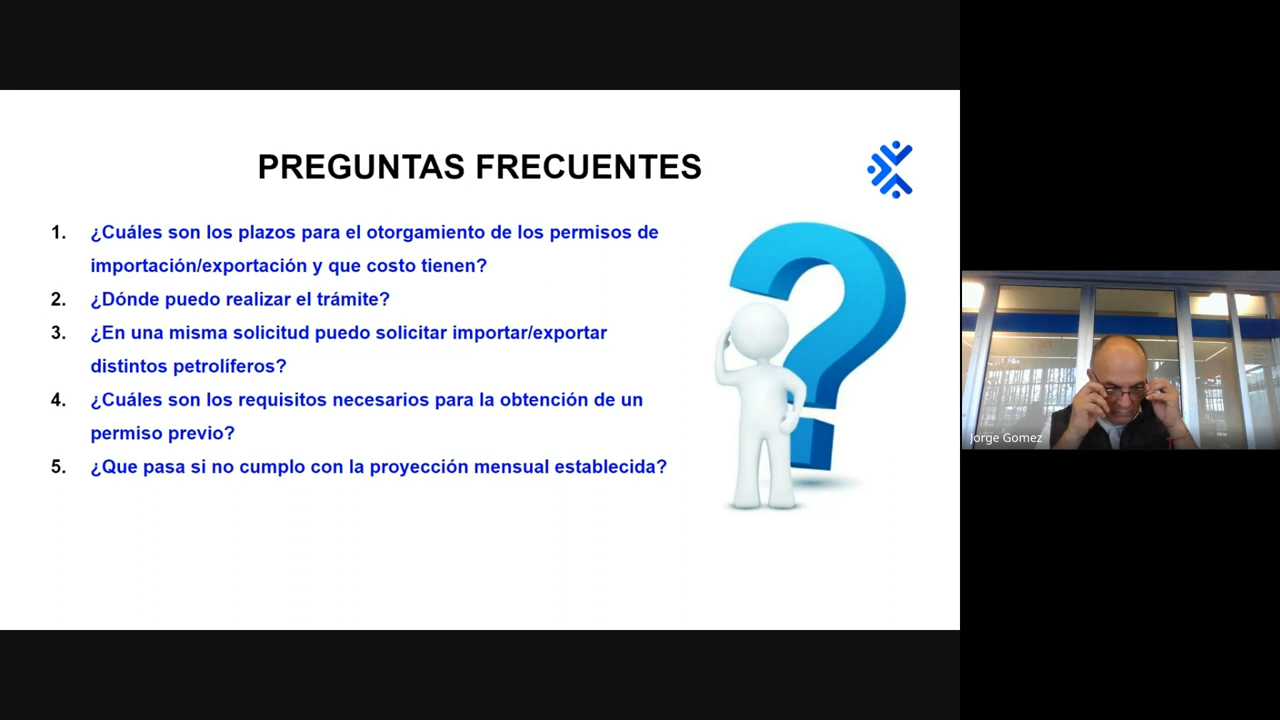 PREGUNTAS FRECUENTES
1. ¿Cuáles son los plazos para el otorgamiento de los permisos de
importación/exportación y que costo tienen?
2. ¿Dónde puedo realizar el trámite?
3. ¿En una misma solicitud puedo solicitar importar/exportar
distintos petrolíferos?
4. ¿Cuáles son los requisitos necesarios para la obtención de un
permiso previo?
5. ¿Que pasa si no cumplo con la proyección mensual establecida?
Jorge Gomez